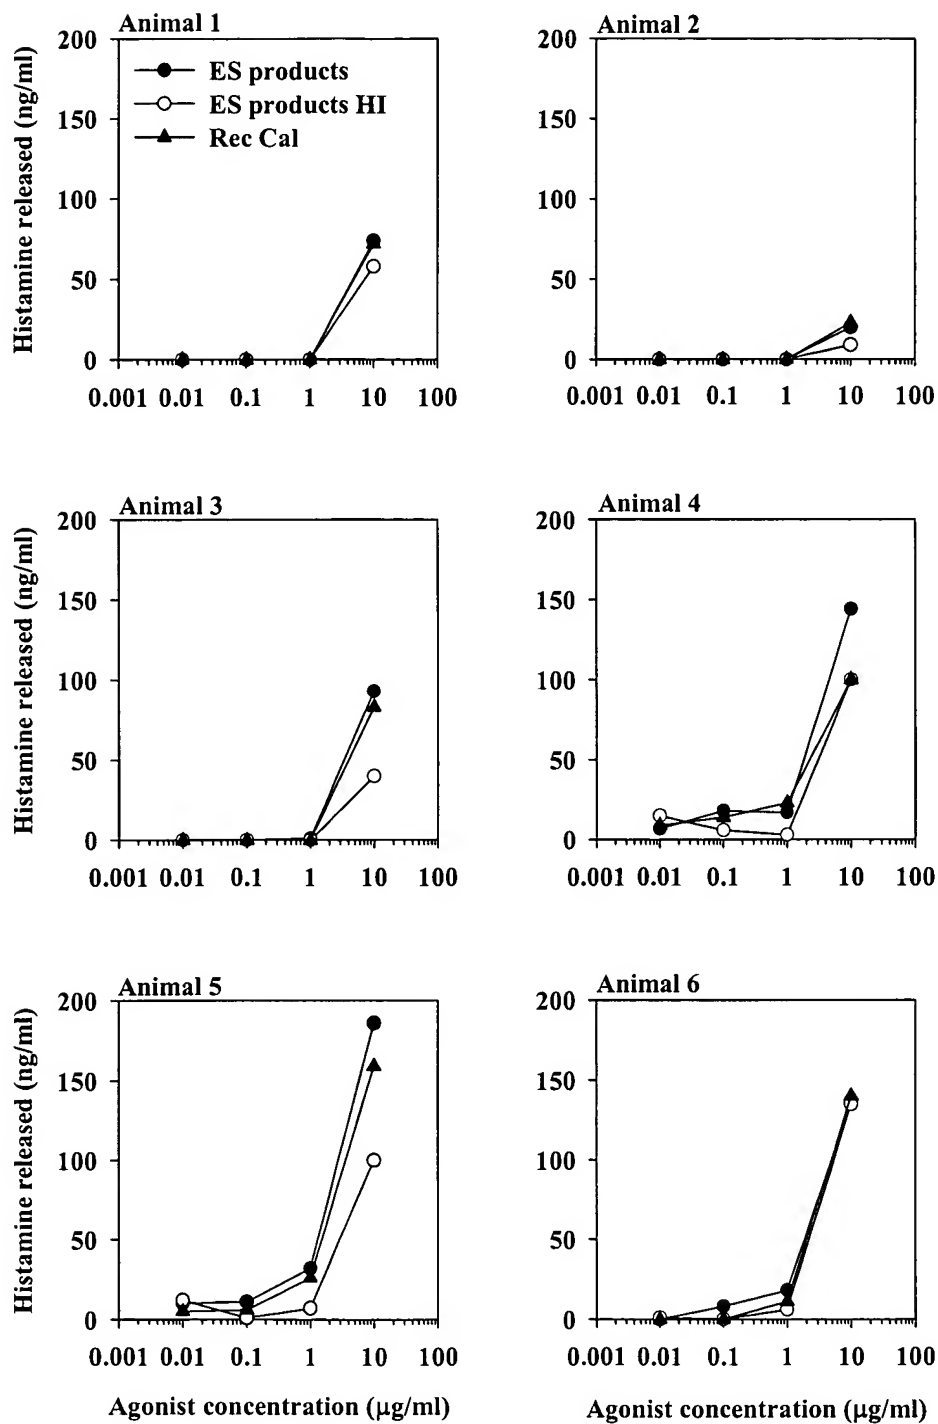 Animal 1
Histamine released (ng/ml)
200
150
100
50
0
ES products
ES products HI
Rec Cal
0.001 0.01 0.1 1 10 100
Animal 2
200
150
100
50
0
0.001 0.01 0.1 1 10 100
Animal 3
Histamine released (ng/ml)
200
150
100
50
0
0.001 0.01 0.1 1 10 100
Animal 4
200
150
100
50
0
0.001 0.01 0.1 1 10 100
Animal 5
Histamine released (ng/ml)
200
150
100
50
0
0.001 0.01 0.1 1 10 100
Agonist concentration (μg/ml)
Animal 6
200
150
100
50
0
0.001 0.01 0.1 1 10 100
Agonist concentration (μg/ml)